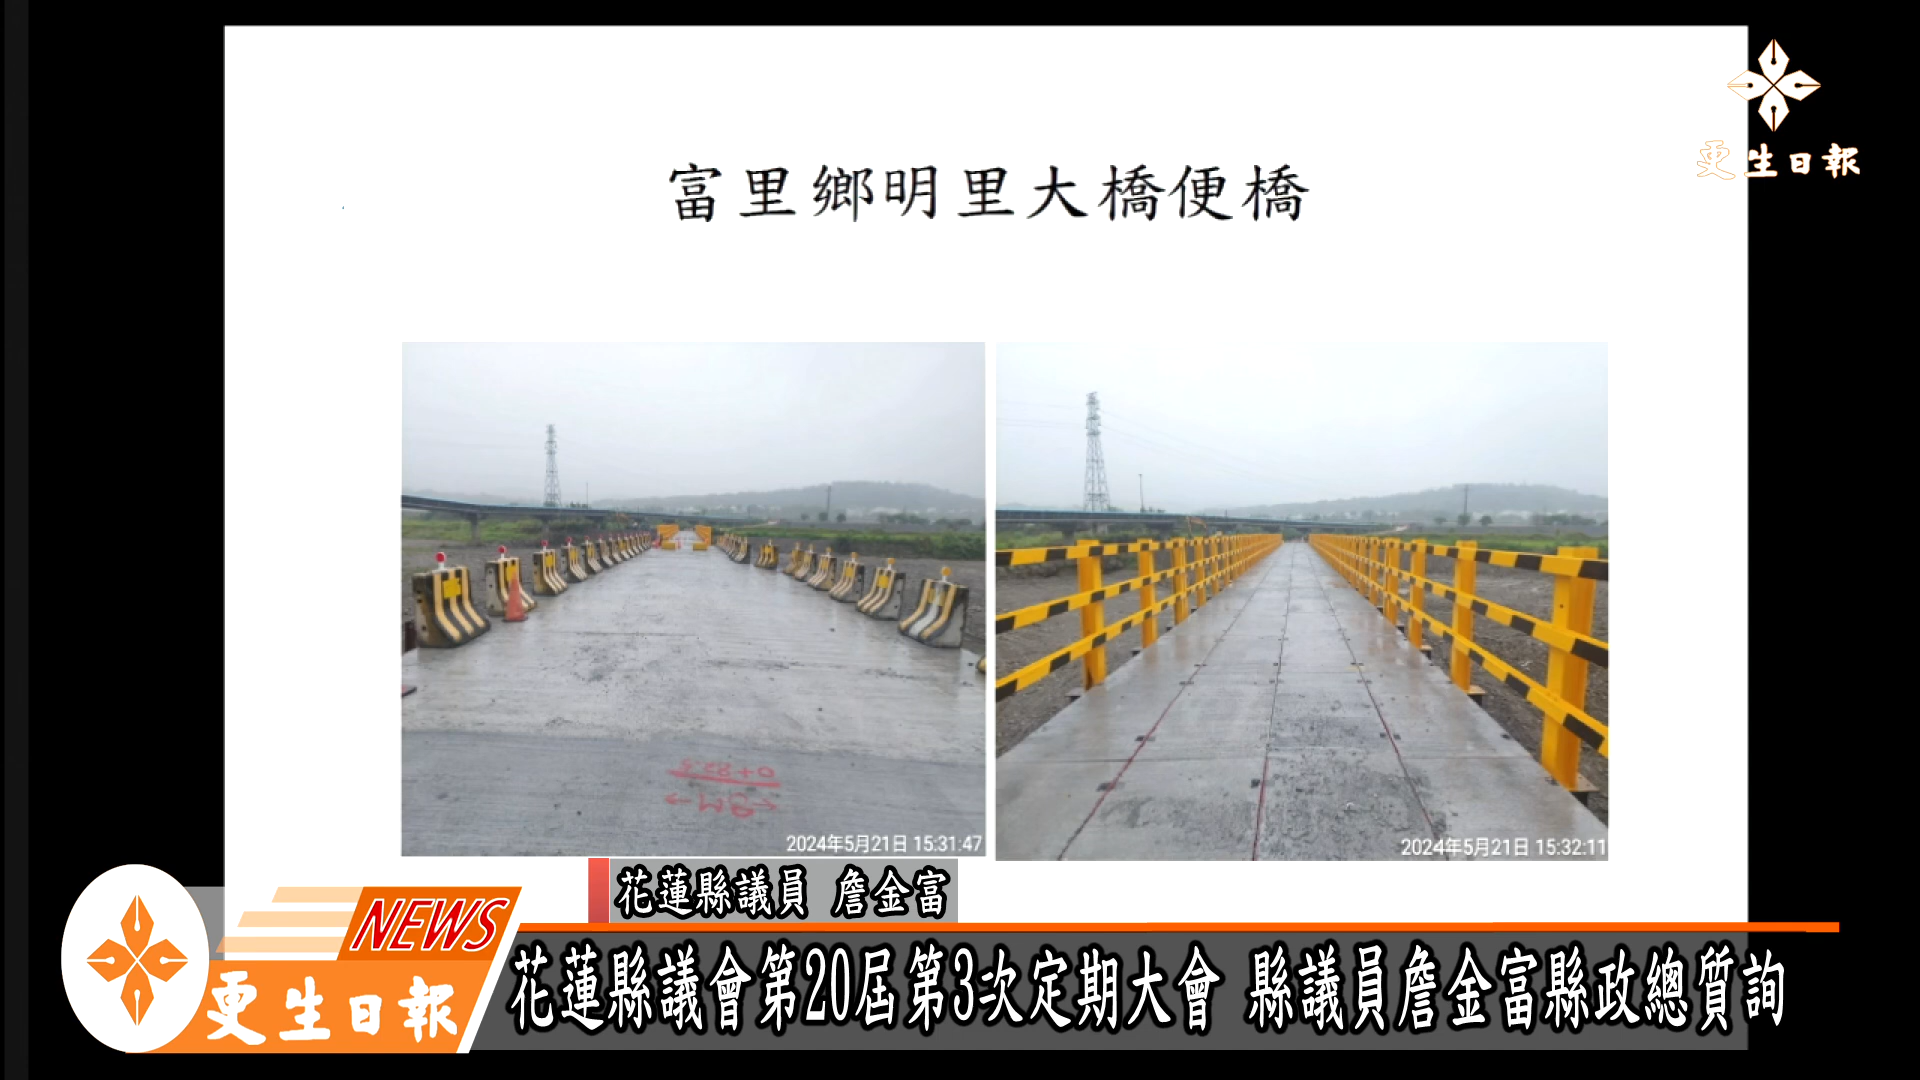 更生日報
富里鄉明里大橋便橋
2024年5月21日 15:31:47
2024年5月21日 15:32:11
花蓮縣議員 詹金富
NEWS
更生日報
花蓮縣議會第20屆第3次定期大會 縣議員詹金富縣政總質詢